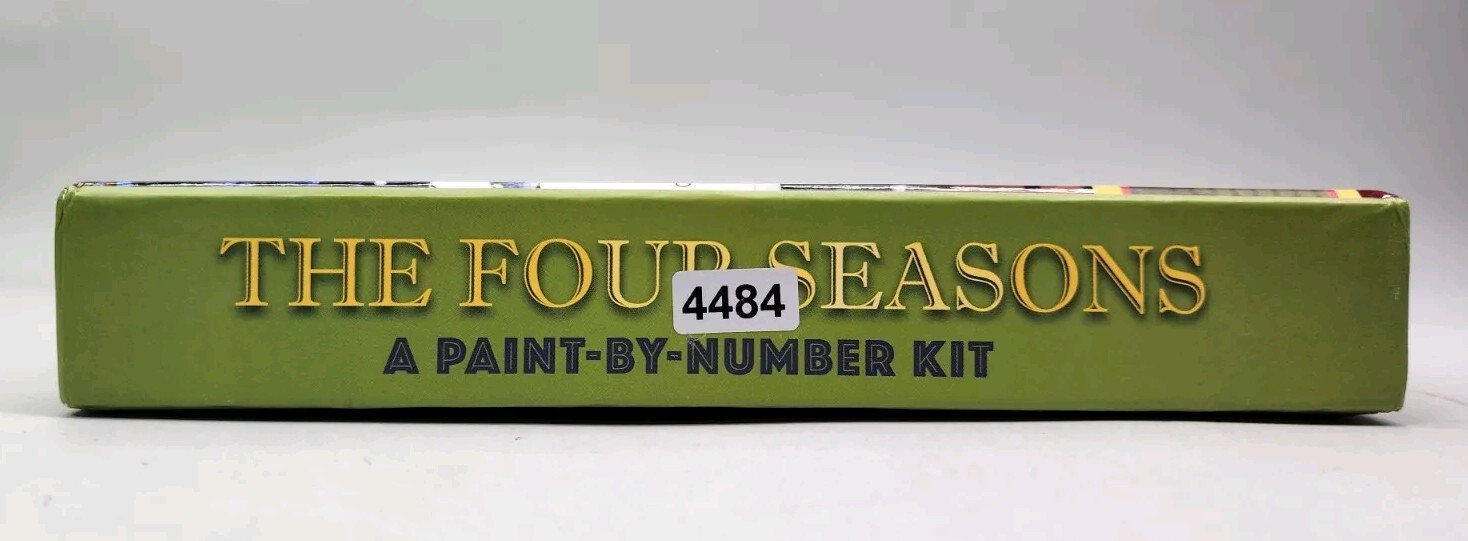 THE FOUR SEASONS
4484
A PAINT-BY-NUMBER KIT